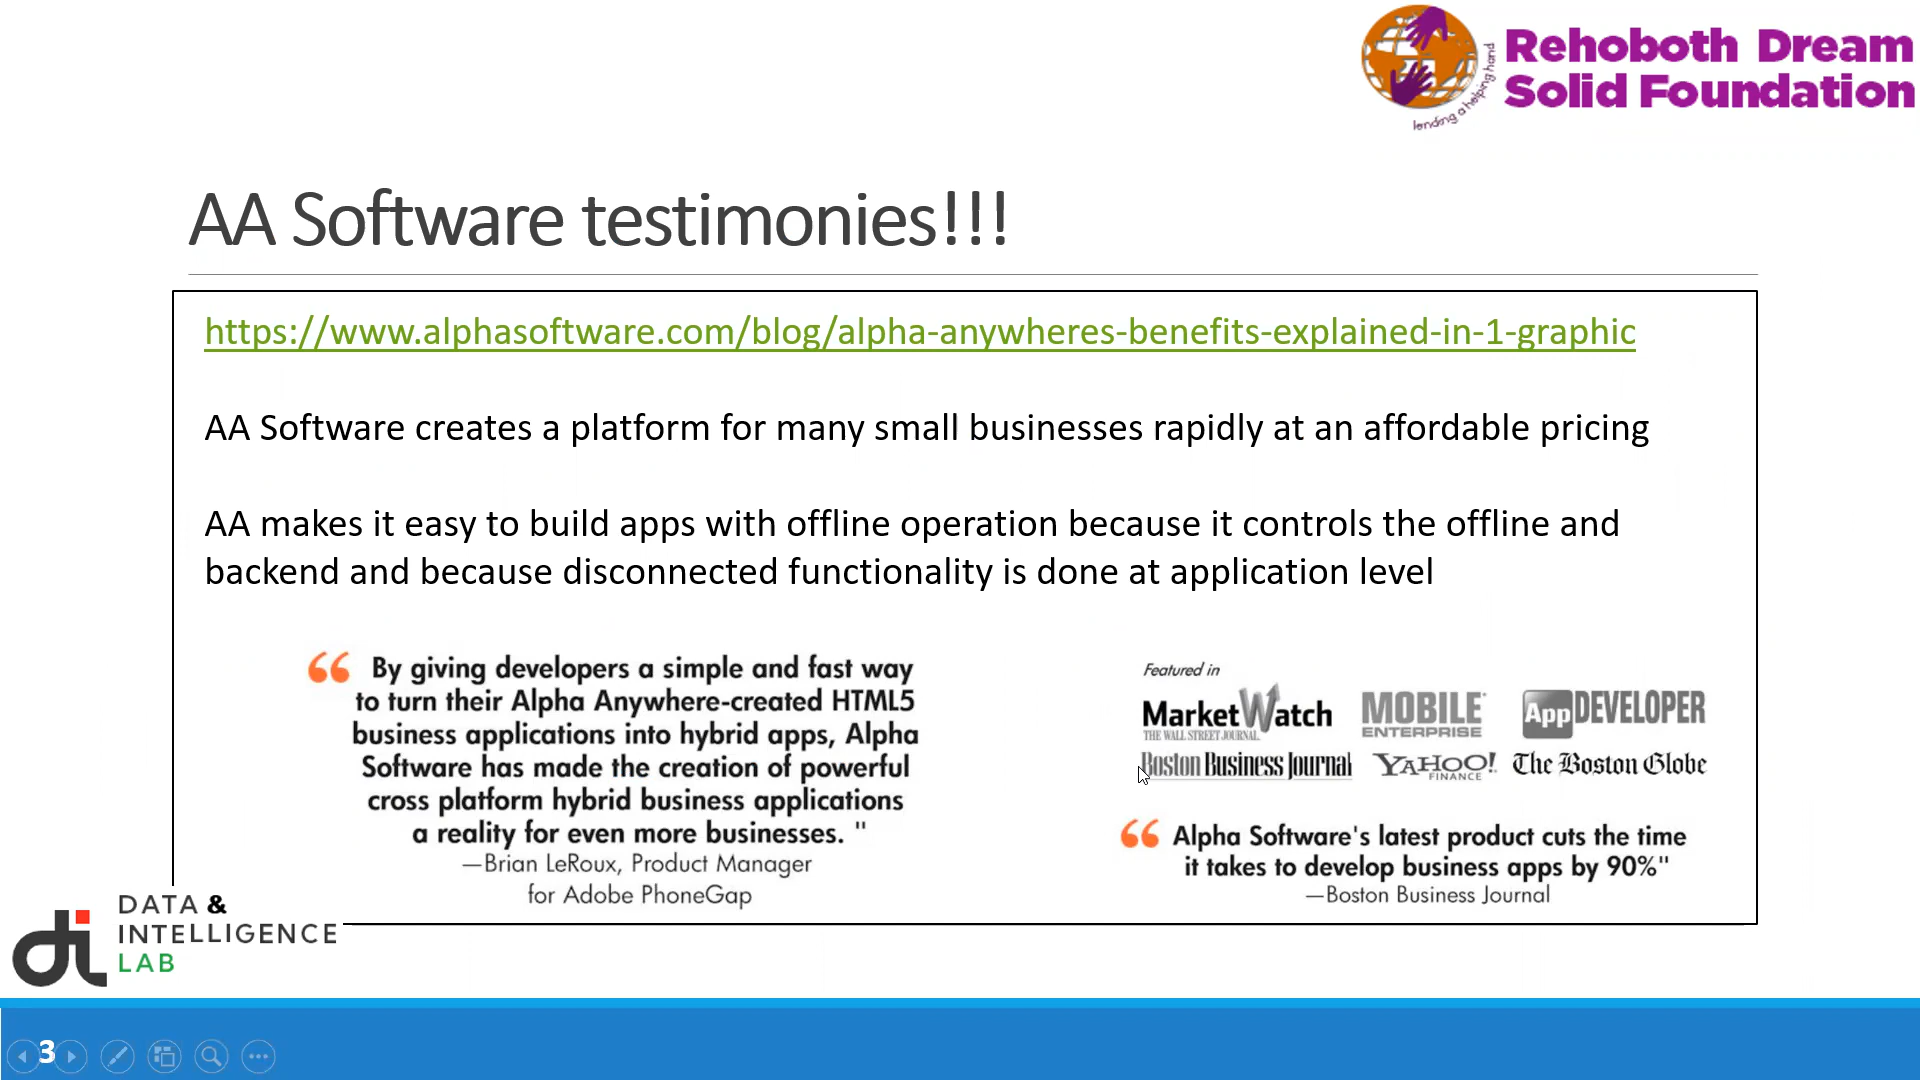 Rehoboth Dream
Solid Foundation
lending a helping hand
AA Software testimonies!!!
https://www.alphasoftware.com/blog/alpha-anywheres-benefits-explained-in-1-graphic
AA Software creates a platform for many small businesses rapidly at an affordable pricing
AA makes it easy to build apps with offline operation because it controls the offline and
backend and because disconnected functionality is done at application level
“ By giving developers a simple and fast way
to turn their Alpha Anywhere-created HTML5
business applications into hybrid apps, Alpha
Software has made the creation of powerful
cross platform hybrid business applications
a reality for even more businesses. "
—Brian LeRoux, Product Manager
for Adobe PhoneGap
Featured in
MarketWatch
THE WALL STREET JOURNAL.
MOBILE
ENTERPRISE
App DEVELOPER
Boston Business Journal
YAHOO!
FINANCE
The Boston Globe
“ Alpha Software's latest product cuts the time
it takes to develop business apps by 90%"
—Boston Business Journal
di
DATA &
INTELLIGENCE
LAB
3